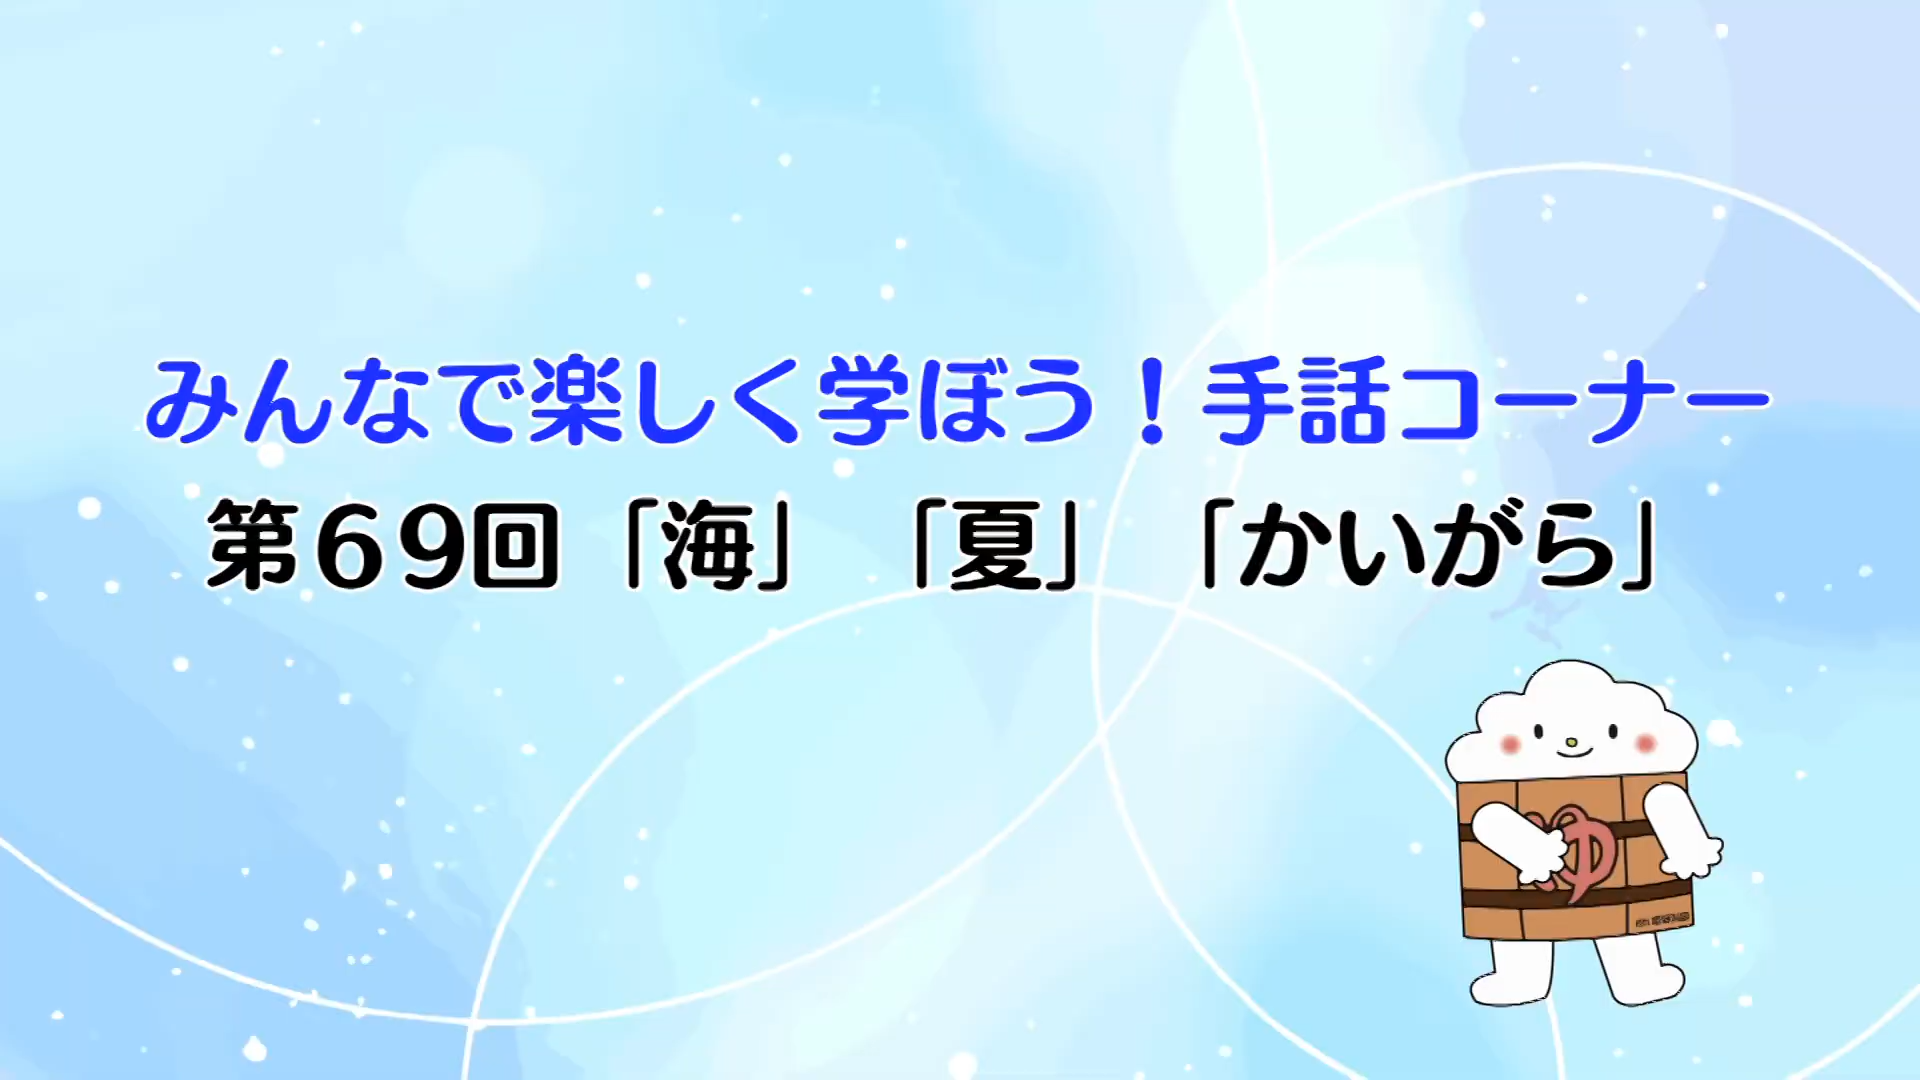 みんなで楽しく学ぼう！手話コーナー
第６９回「海」「夏」「かいがら」
ゆ